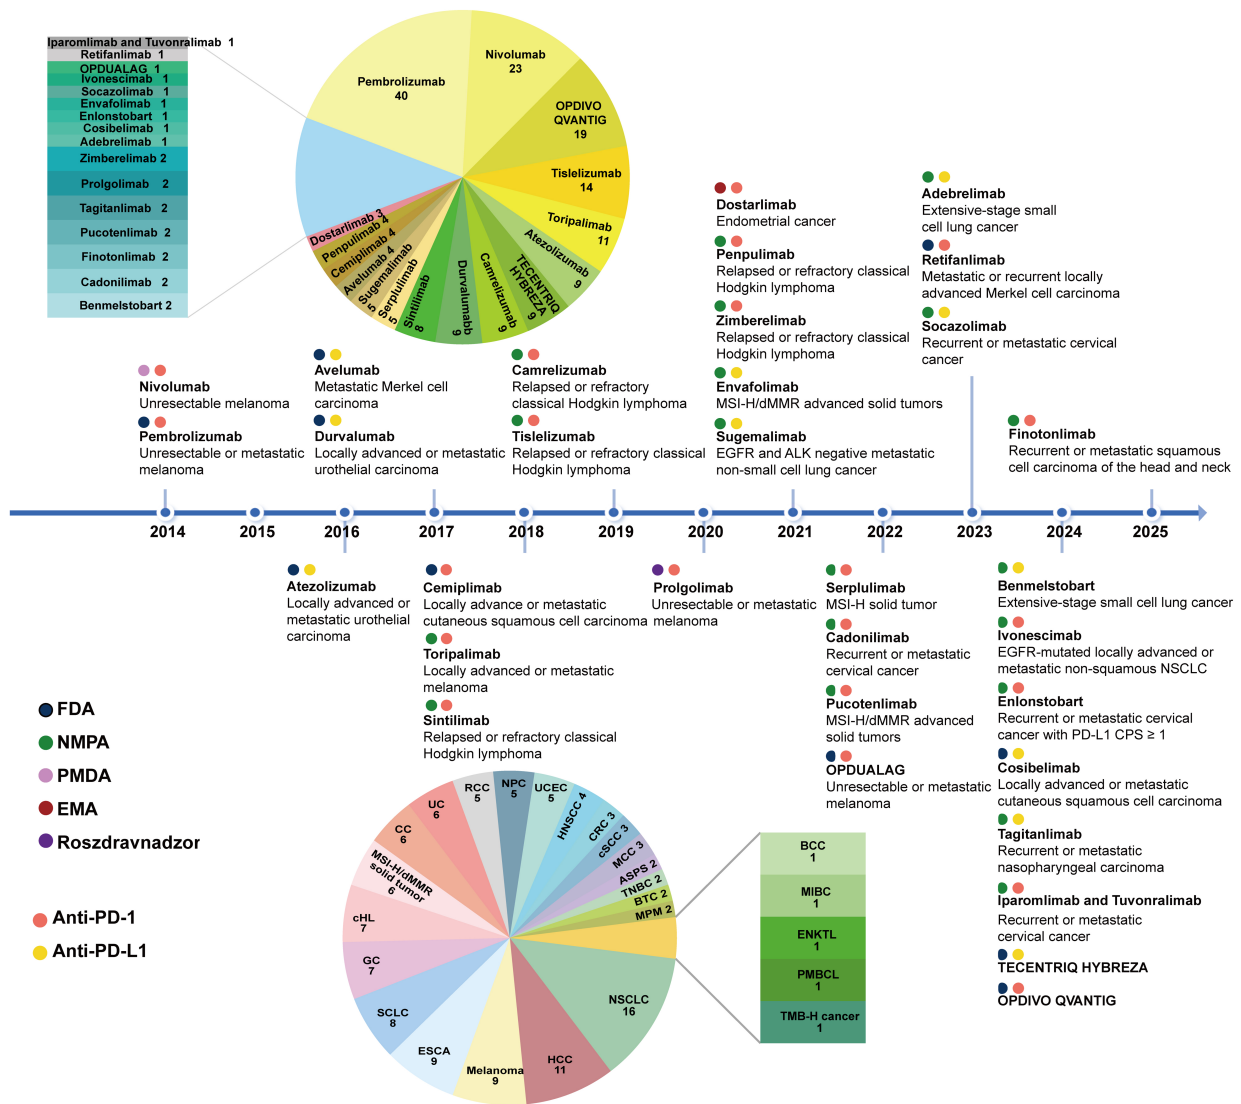 Iparomlimab and Tuvonralimab 1
Retifanlimab 1
OPDUALAG 1
Ivonescimab 1
Socazolimab 1
Envafolimab 1
Enlonstobart 1
Cosibelimab 1
Adebrelimab 1
Zimberelimab 2
Prolgolimab 2
Tagitanlimab 2
Pucotenlimab 2
Finotonlimab 2
Cadonilimab 2
Benmelstobart 2
Pembrolizumab
40
Nivolumab
23
OPDIVO
QVANTIG
19
Tislelizumab
14
Toripalimab
11
Atezolizumab
9
TECENTRIQ
HYBREZA
9
Camrelizumab
9
Durvalumabb
9
Sintilimab
8
Serplulimab
5
Sugemalimab
5
Avelumab 4
Cemiplimab 4
Penpulimab 4
Dostarlimab 3
Nivolumab
Unresectable melanoma
Pembrolizumab
Unresectable or metastatic
melanoma
Avelumab
Metastatic Merkel cell
carcinoma
Durvalumab
Locally advanced or metastatic
urothelial carcinoma
Camrelizumab
Relapsed or refractory
classical Hodgkin lymphoma
Tislelizumab
Relapsed or refractory classical
Hodgkin lymphoma
Dostarlimab
Endometrial cancer
Penpulimab
Relapsed or refractory classical
Hodgkin lymphoma
Zimberelimab
Relapsed or refractory classical
Hodgkin lymphoma
Envafolimab
MSI-H/dMMR advanced solid tumors
Sugemalimab
EGFR and ALK negative metastatic
non-small cell lung cancer
Adebrelimab
Extensive-stage small
cell lung cancer
Retifanlimab
Metastatic or recurrent locally
advanced Merkel cell carcinoma
Socazolimab
Recurrent or metastatic cervical
cancer
Finotonlimab
Recurrent or metastatic squamous
cell carcinoma of the head and neck
2014 2015 2016 2017 2018 2019 2020 2021 2022 2023 2024 2025
Atezolizumab
Locally advanced or
metastatic urothelial
carcinoma
Cemiplimab
Locally advance or metastatic
cutaneous squamous cell carcinoma
Toripalimab
Locally advanced or metastatic
melanoma
Sintilimab
Relapsed or refractory classical
Hodgkin lymphoma
Prolgolimab
Unresectable or metastatic
melanoma
Serplulimab
MSI-H solid tumor
Cadonilimab
Recurrent or metastatic
cervical cancer
Pucotenlimab
MSI-H/dMMR advanced
solid tumors
OPDUALAG
Unresectable or metastatic
melanoma
Benmelstobart
Extensive-stage small cell lung cancer
Ivonescimab
EGFR-mutated locally advanced or
metastatic non-squamous NSCLC
Enlonstobart
Recurrent or metastatic cervical
cancer with PD-L1 CPS ≥ 1
Cosibelimab
Locally advanced or metastatic
cutaneous squamous cell carcinoma
Tagitanlimab
Recurrent or metastatic
nasopharyngeal carcinoma
Iparomlimab and Tuvonralimab
Recurrent or metastatic
cervical cancer
TECENTRIQ HYBREZA
OPDIVO QVANTIG
FDA
NMPA
PMDA
EMA
Roszdravnadzor
Anti-PD-1
Anti-PD-L1
NPC
5
UCEC
5
HNSCC 4
CRC 3
cSCC 3
MCC 3
ASPS 2
TNBC 2
BTC 2
MPM 2
NSCLC
16
HCC
11
Melanoma
9
ESCA
9
SCLC
8
GC
7
cHL
7
MSI-H/dMMR
solid tumor
6
CC
6
UC
6
RCC
5
BCC
1
MIBC
1
ENKTL
1
PMBCL
1
TMB-H cancer
1